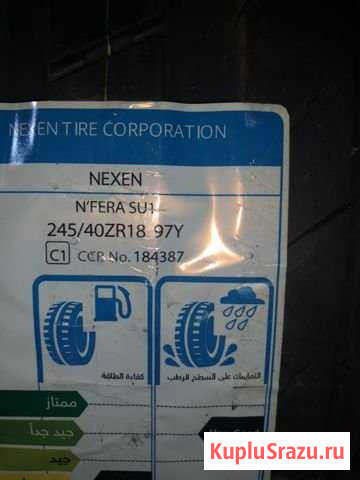 NEXEN TIRE CORPORATION
NEXEN
N'FERA SU1
245/40ZR18 97Y
C1 CCR No. 184387
كفاءة الطاقة
التماسك على السطح الرطب
ممتاز
جيد جداً
جيد
KupluSrazu.ru